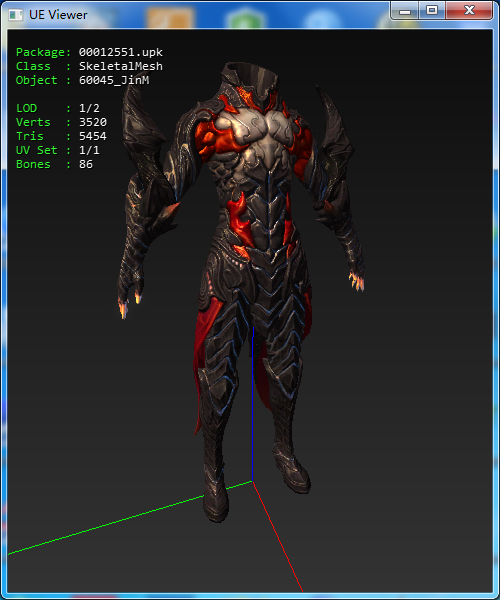 UE Viewer
Package: 00012551.upk
Class  : SkeletalMesh
Object : 60045_JinM
LOD    : 1/2
Verts  : 3520
Tris   : 5454
UV Set : 1/1
Bones  : 86